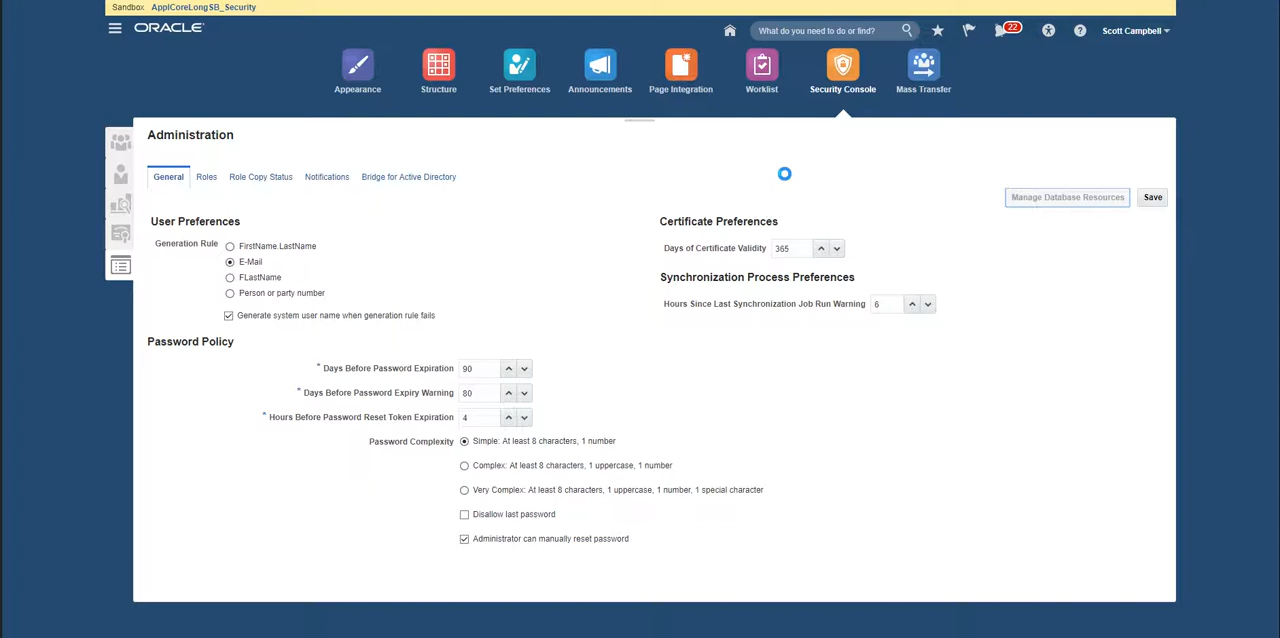 Sandbox ApplCoreLongSB_Security
ORACLE
What do you need to do or find?
22
Scott Campbell
Appearance
Structure
Set Preferences
Announcements
Page Integration
Worklist
Security Console
Mass Transfer
Administration
General Roles Role Copy Status Notifications Bridge for Active Directory
Manage Database Resources Save
User Preferences
Generation Rule
FirstName.LastName
E-Mail
FLastName
Person or party number
Generate system user name when generation rule fails
Certificate Preferences
Days of Certificate Validity 365
Synchronization Process Preferences
Hours Since Last Synchronization Job Run Warning 6
Password Policy
* Days Before Password Expiration 90
* Days Before Password Expiry Warning 80
* Hours Before Password Reset Token Expiration 4
Password Complexity
Simple: At least 8 characters, 1 number
Complex: At least 8 characters, 1 uppercase, 1 number
Very Complex: At least 8 characters, 1 uppercase, 1 number, 1 special character
Disallow last password
Administrator can manually reset password